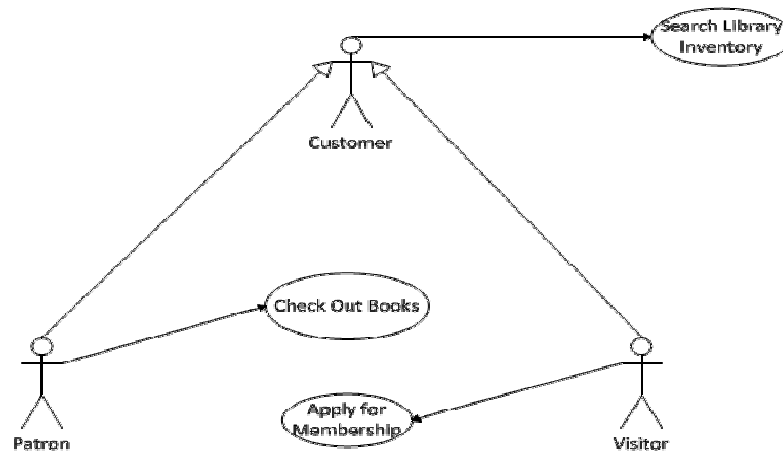 Search Library
Inventory
Customer
Check Out Books
Apply for
Membership
Patron
Visitor